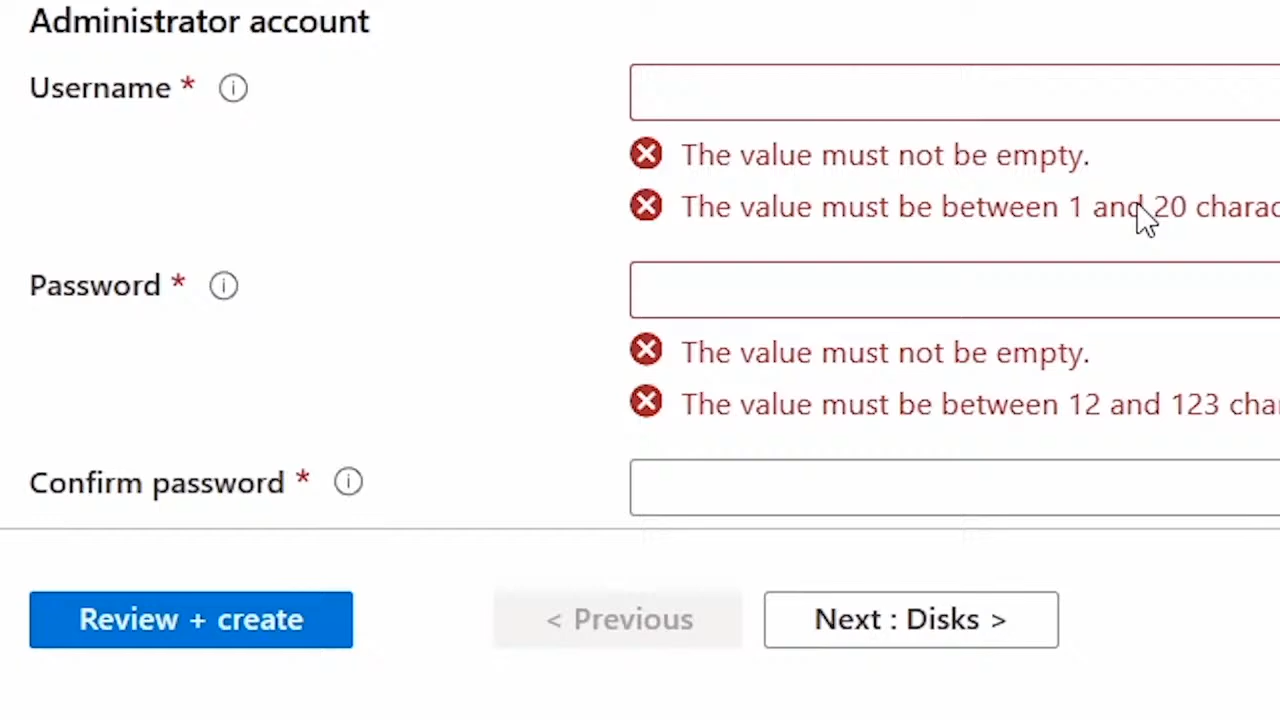 Administrator account
Username *
The value must not be empty.
The value must be between 1 and 20
Password *
The value must not be empty.
The value must be between 12 and 123
Confirm password *
Review + create
< Previous
Next : Disks >